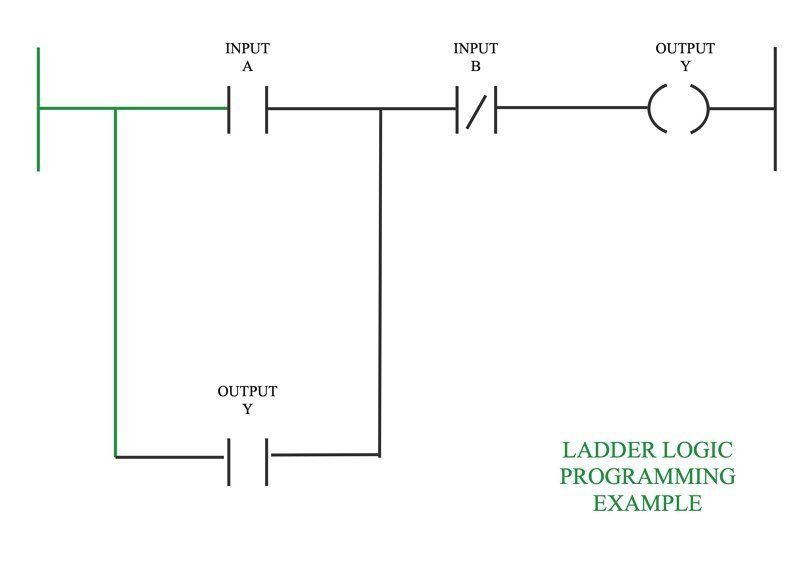 INPUT
A
INPUT
B
OUTPUT
Y
OUTPUT
Y
LADDER LOGIC
PROGRAMMING
EXAMPLE